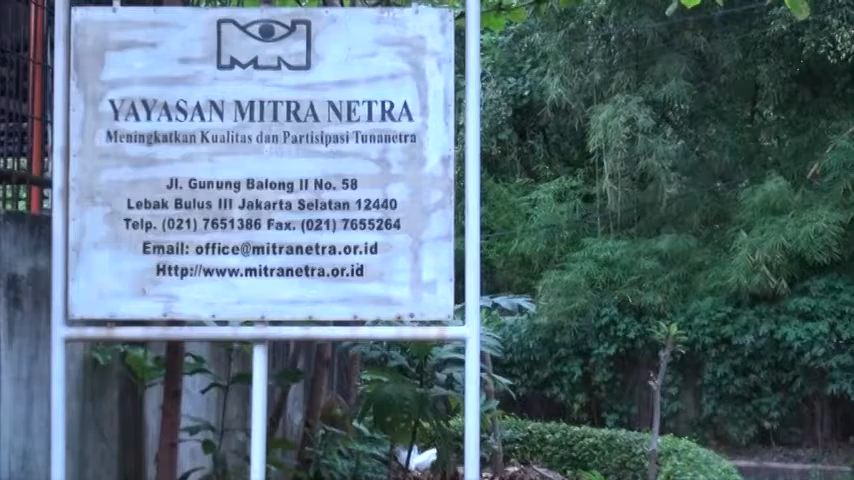 MN
YAYASAN MITRA NETRA
Meningkatkan Kualitas dan Partisipasi Tunanetra
Jl. Gunung Balong II No. 58
Lebak Bulus III Jakarta Selatan 12440
Telp. (021) 7651386 Fax. (021) 7655264
Email: office@mitranetra.or.id
Http://www.mitranetra.or.id